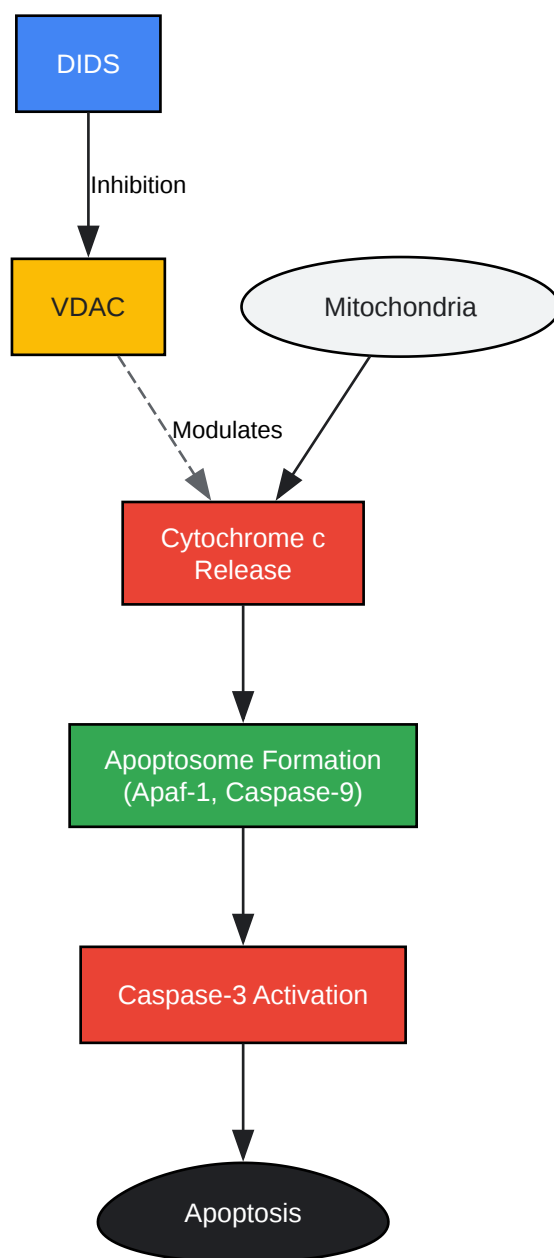 DIDS
Inhibition
VDAC
Mitochondria
Modulates
Cytochrome c
Release
Apoptosome Formation
(Apaf-1, Caspase-9)
Caspase-3 Activation
Apoptosis